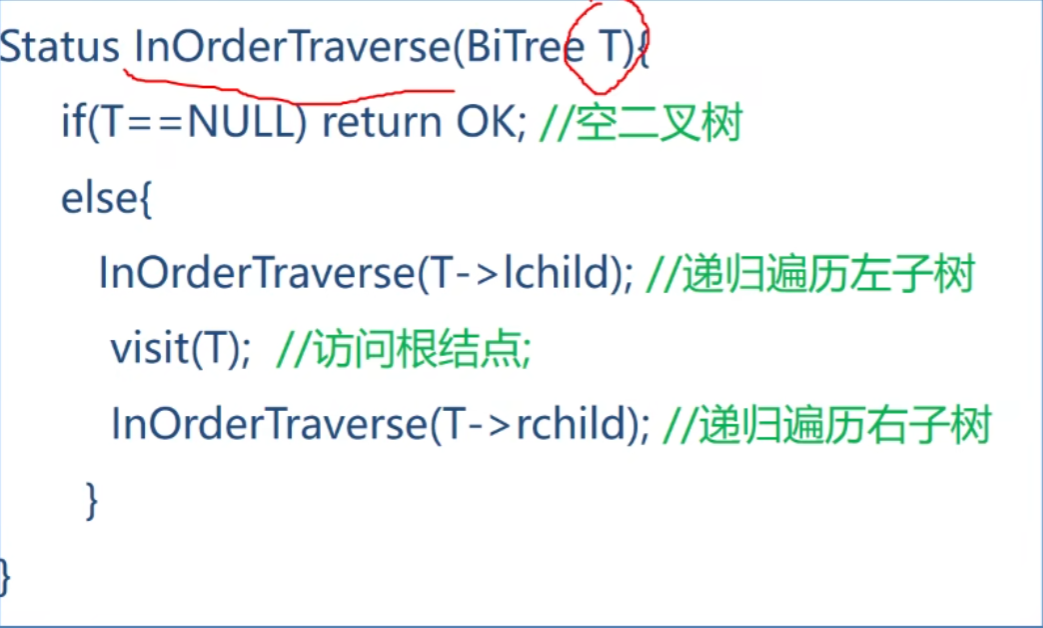 Status InOrderTraverse(BiTree T){
if(T==NULL) return OK; //空二叉树
else{
InOrderTraverse(T->lchild); //递归遍历左子树
visit(T); //访问根结点;
InOrderTraverse(T->rchild); //递归遍历右子树
}
}